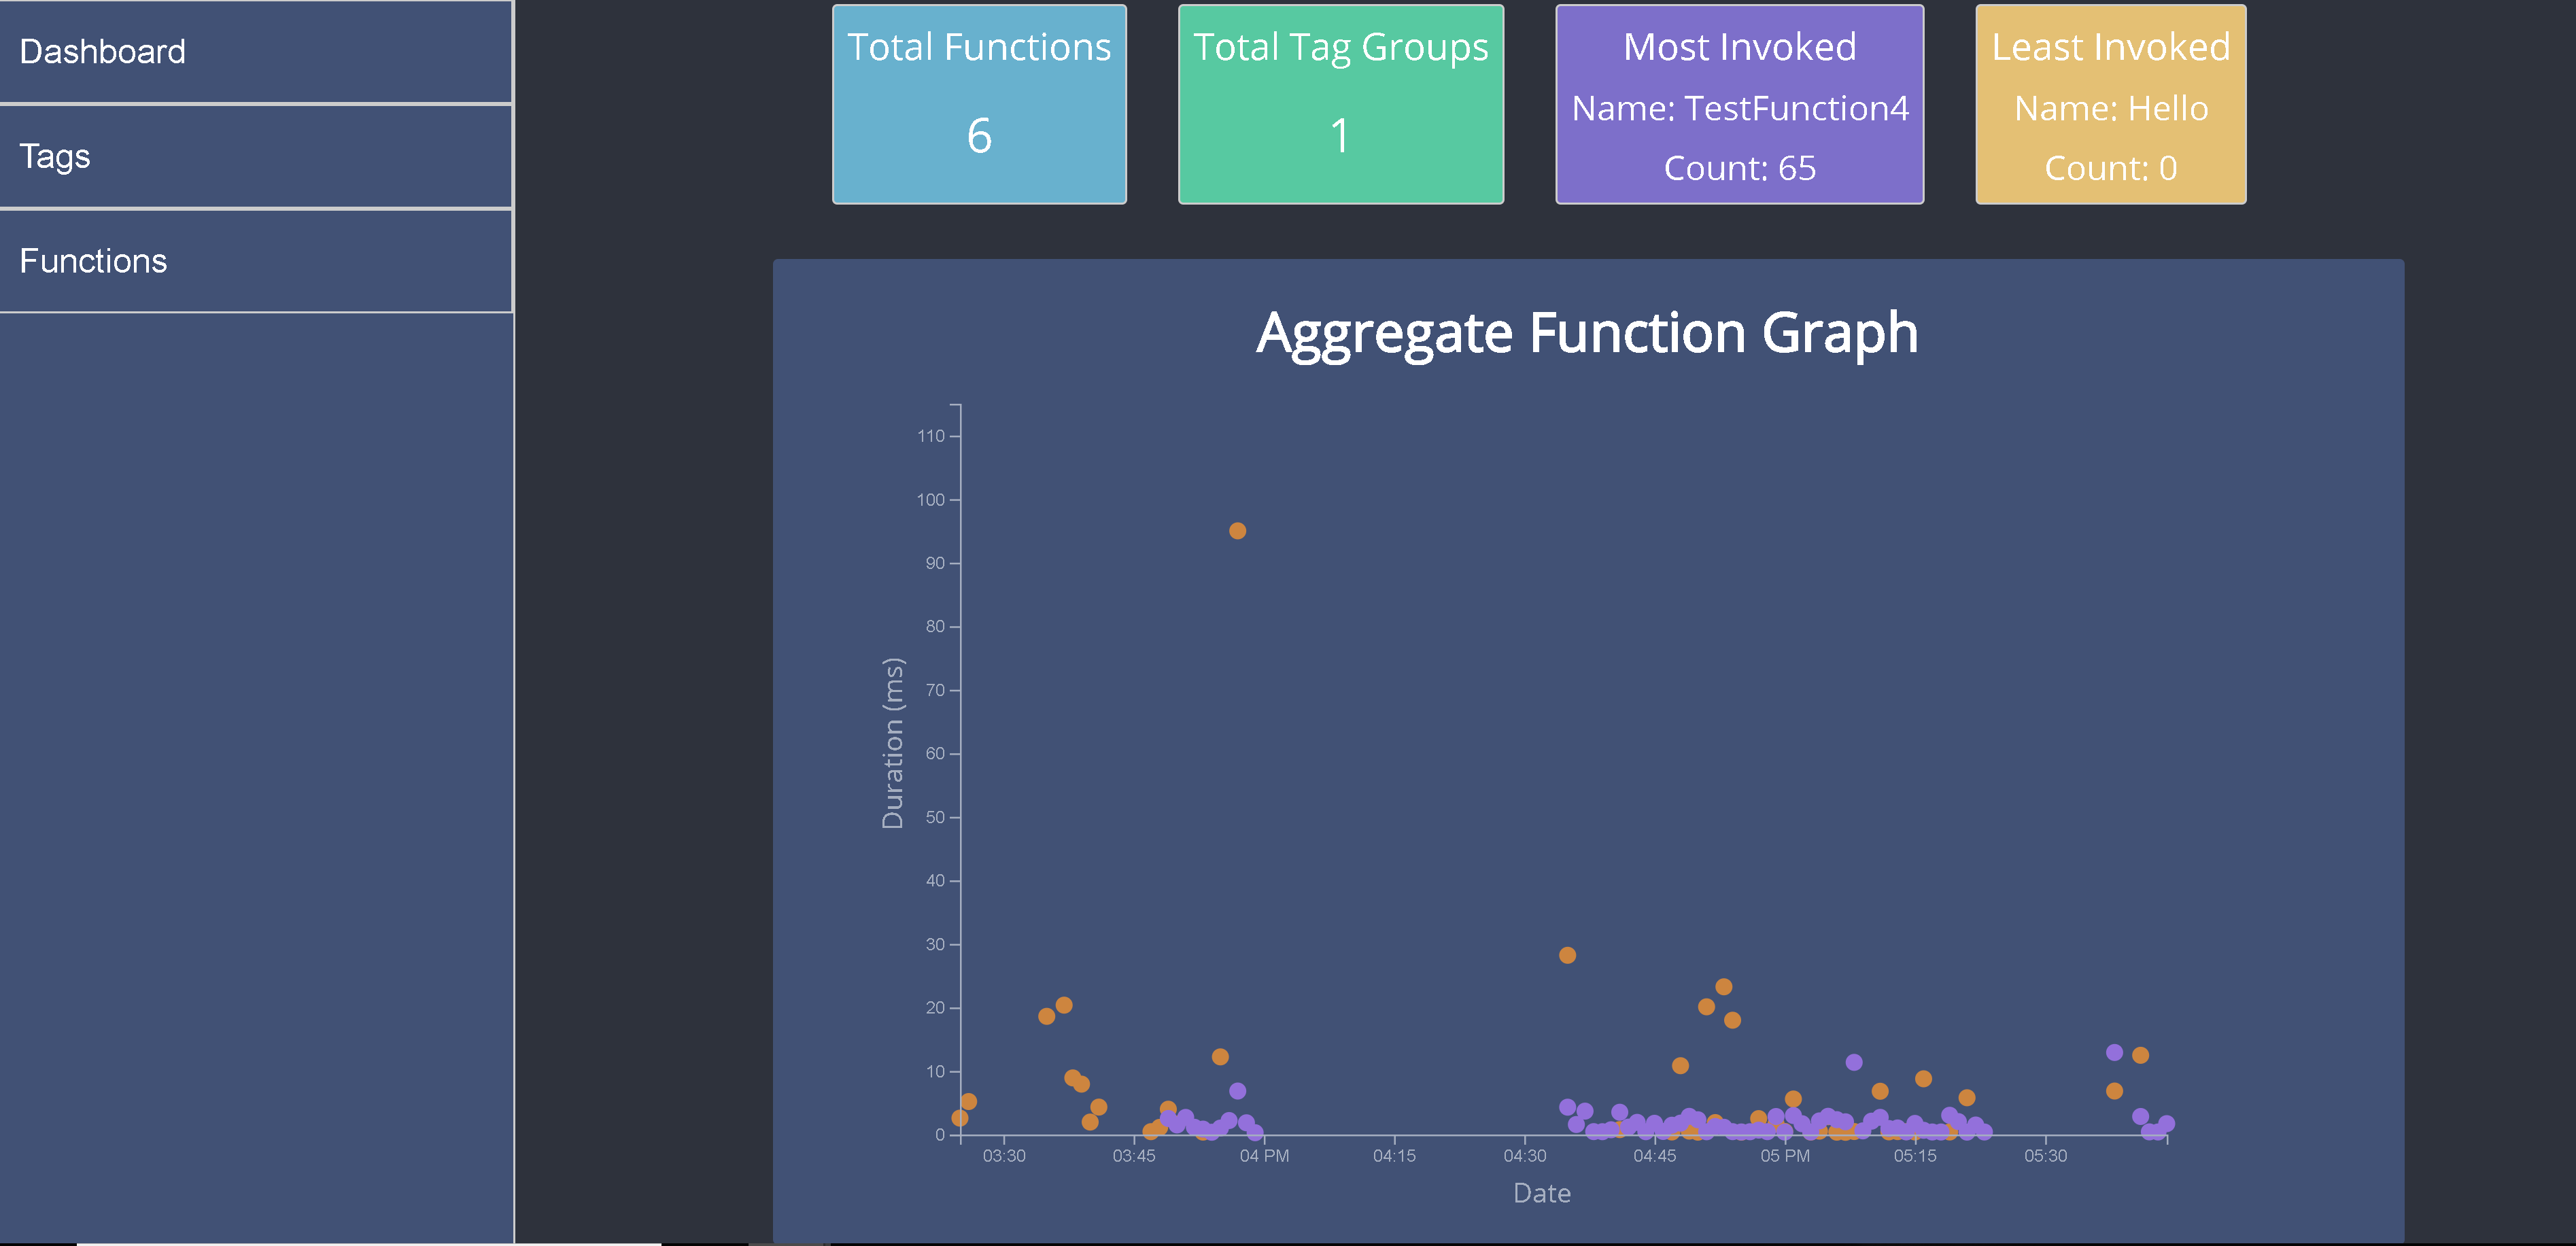 Dashboard
Tags
Functions
Total Functions
6
Total Tag Groups
1
Most Invoked
Name: TestFunction4
Count: 65
Least Invoked
Name: Hello
Count: 0
Aggregate Function Graph
Duration (ms)
110
100
90
80
70
60
50
40
30
20
10
0
03:30 03:45 04 PM 04:15 04:30 04:45 05 PM 05:15 05:30
Date